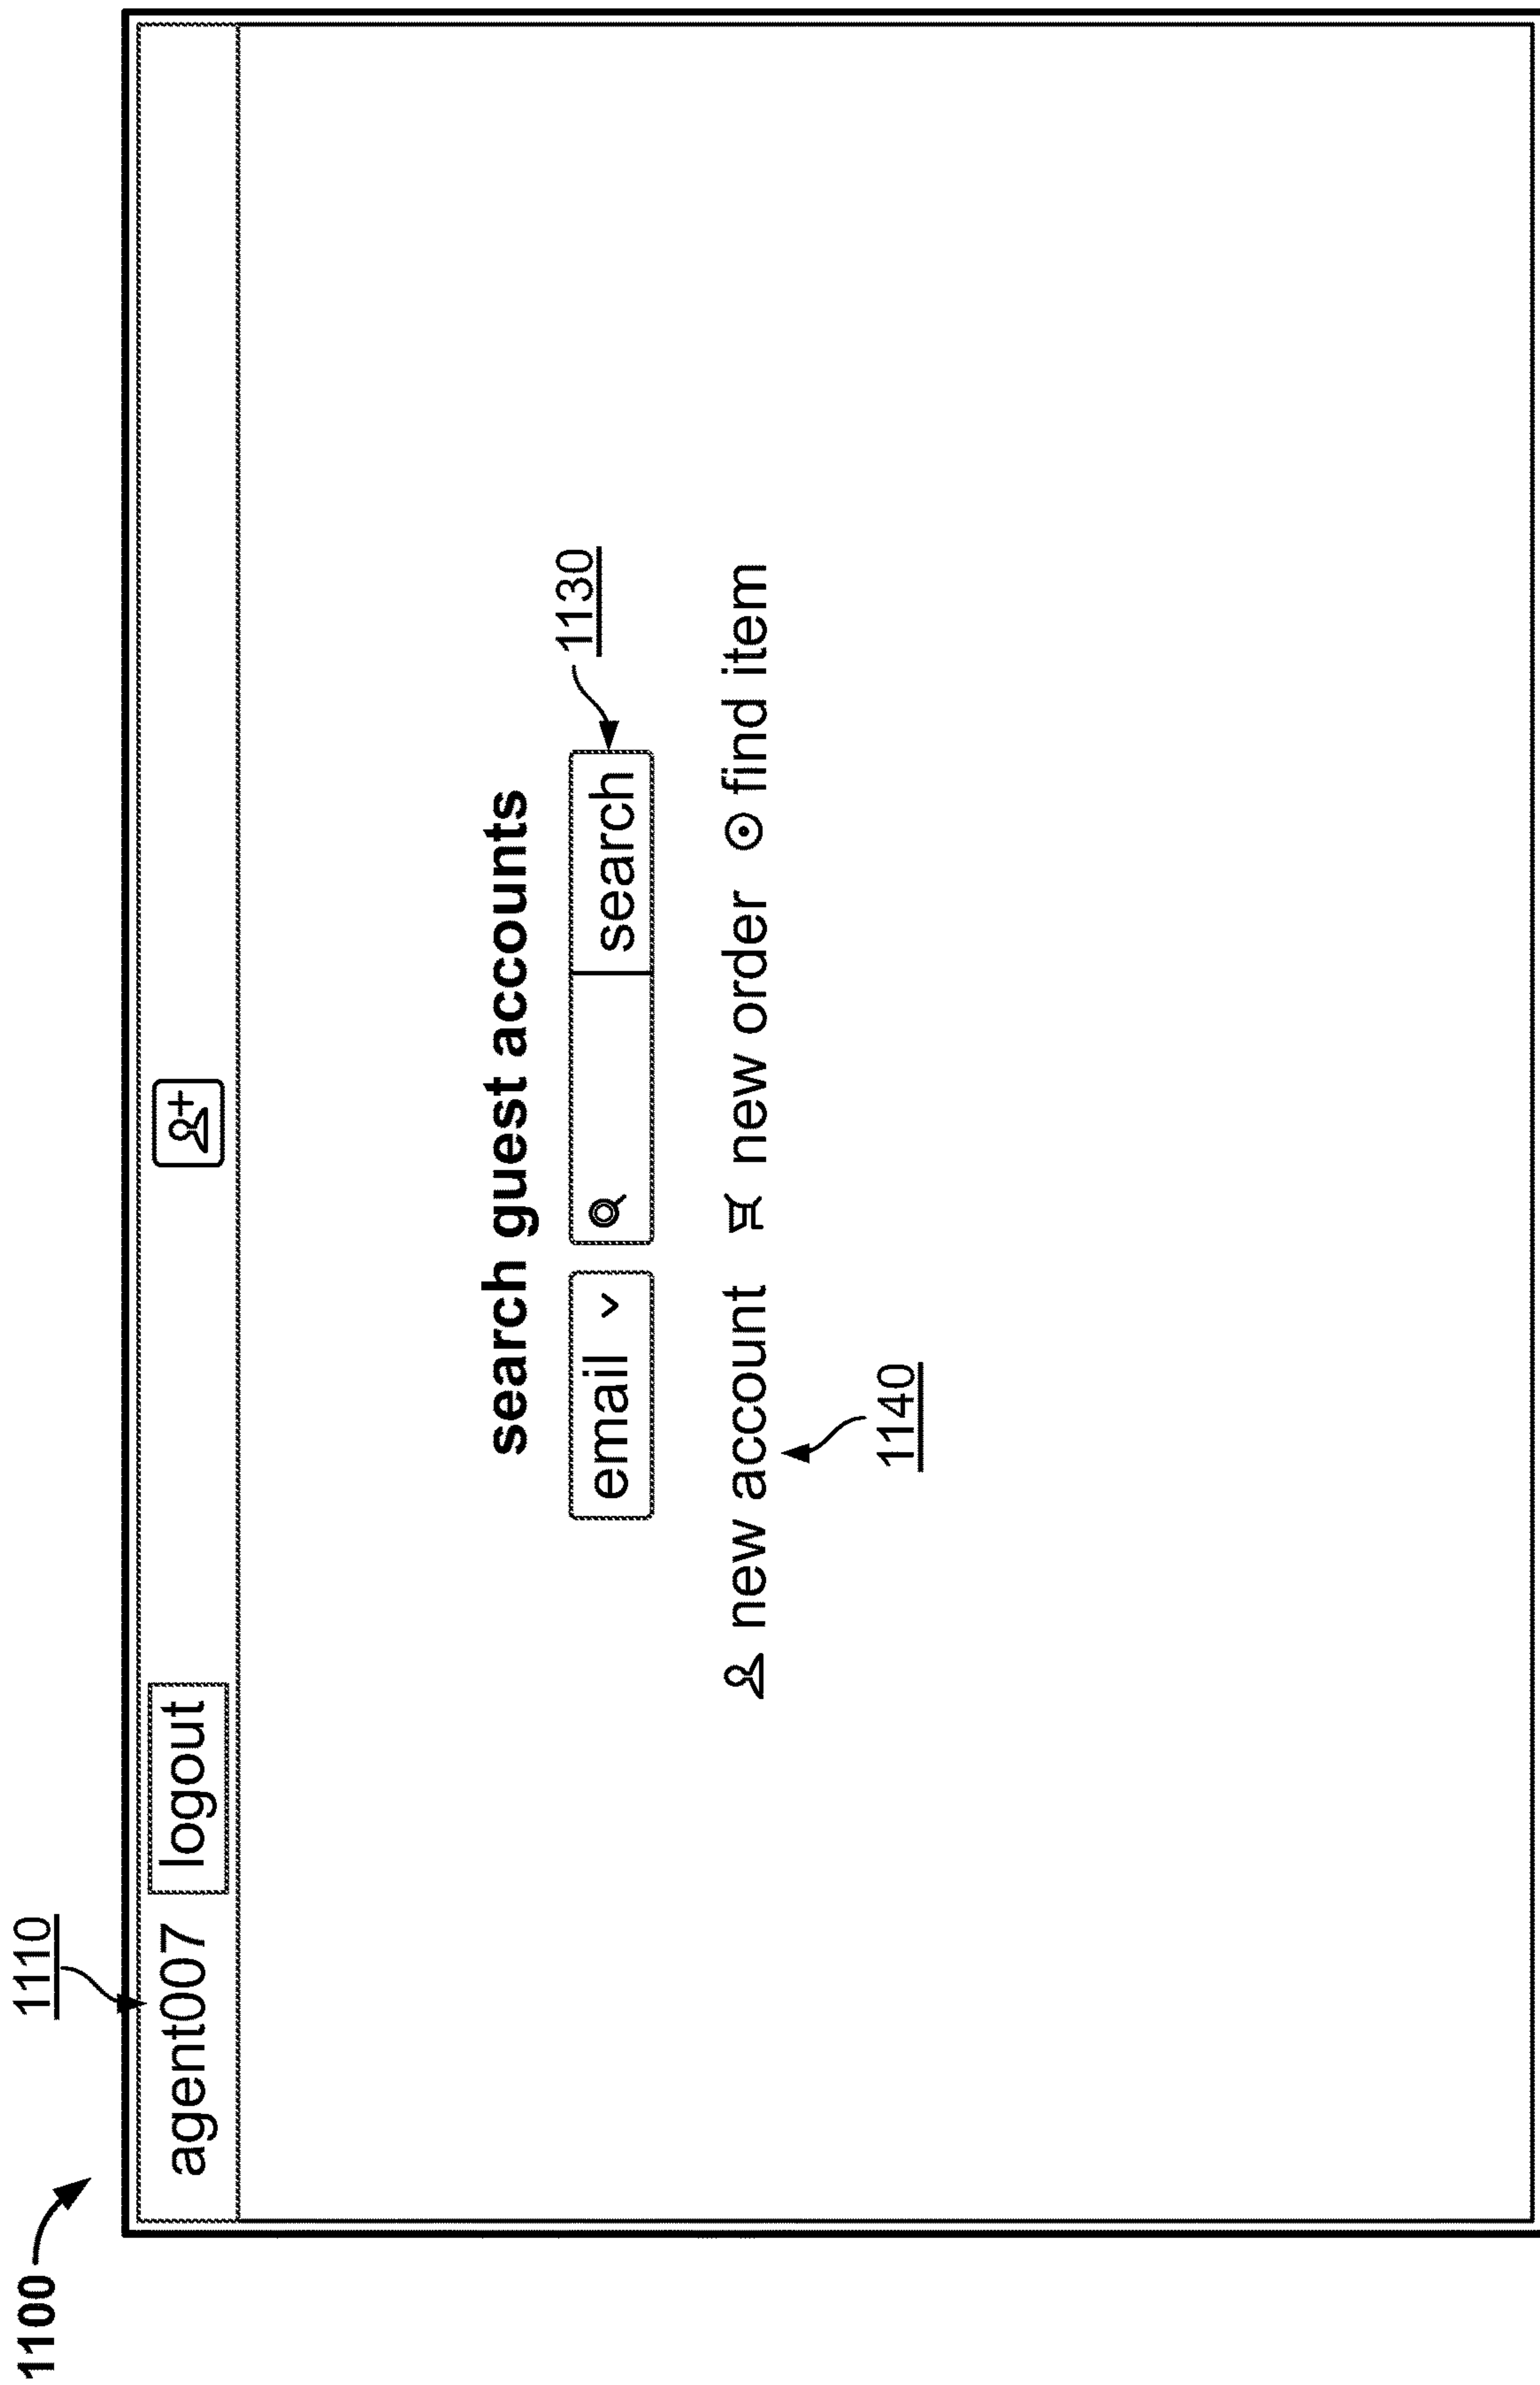 1100
1110
agent007 logout
search guest accounts
email search 1130
new account new order find item
1140